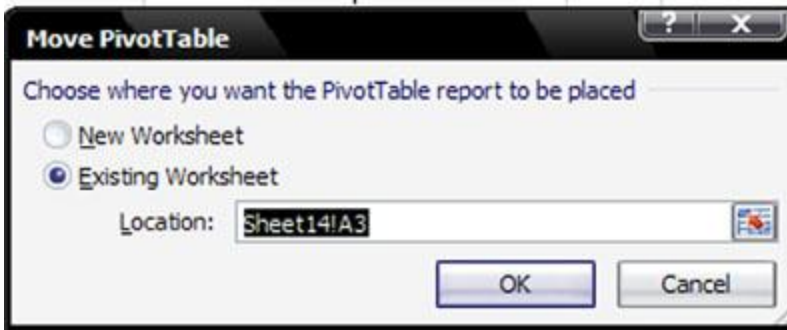 Move PivotTable
? X
Choose where you want the PivotTable report to be placed
New Worksheet
Existing Worksheet
Location: Sheet14!A3
OK Cancel